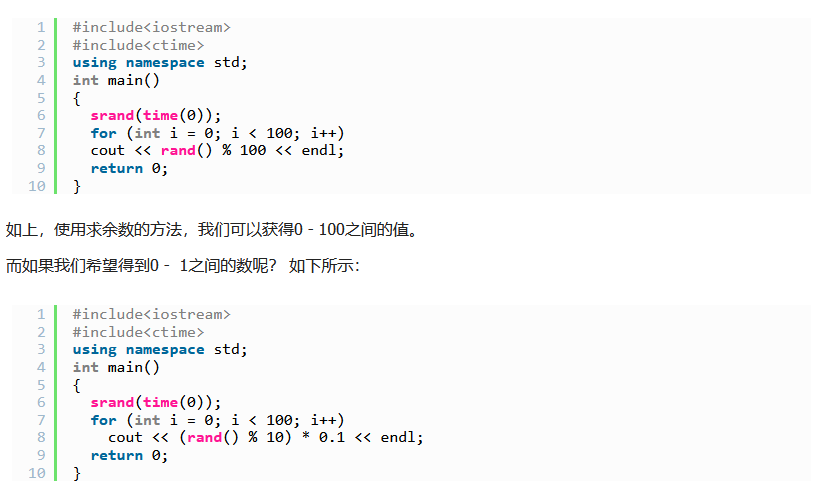 1 #include<iostream>
2 #include<ctime>
3 using namespace std;
4 int main()
5 {
6   srand(time(0));
7   for (int i = 0; i < 100; i++)
8   cout << rand() % 100 << endl;
9   return 0;
10 }
如上，使用求余数的方法，我们可以获得0 - 100之间的值。
而如果我们希望得到0 - 1之间的数呢？ 如下所示：
1 #include<iostream>
2 #include<ctime>
3 using namespace std;
4 int main()
5 {
6   srand(time(0));
7   for (int i = 0; i < 100; i++)
8     cout << (rand() % 10) * 0.1 << endl;
9   return 0;
10 }